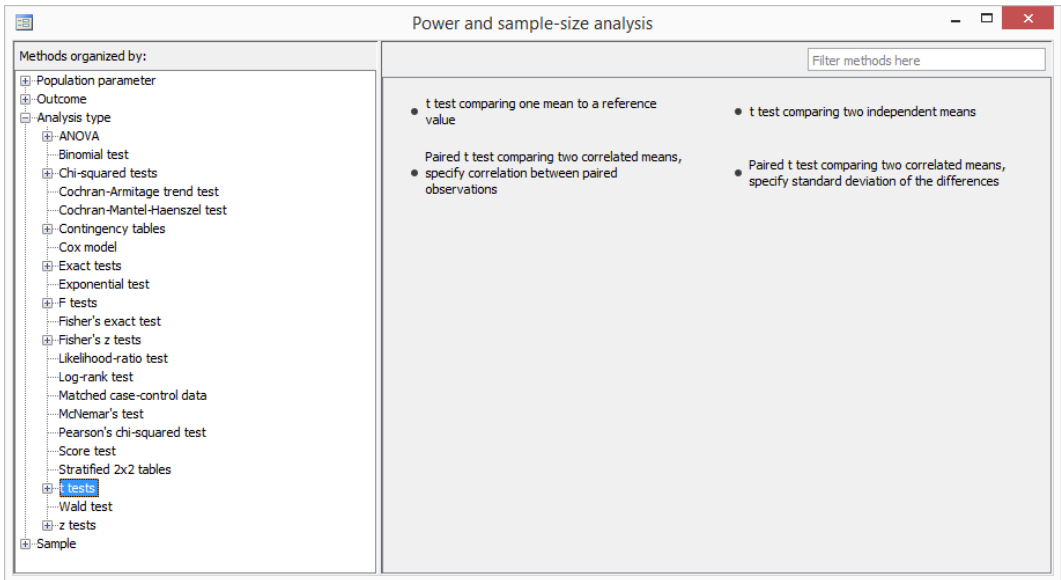 Power and sample-size analysis
Methods organized by:
Filter methods here
Population parameter
Outcome
Analysis type
ANOVA
Binomial test
Chi-squared tests
Cochran-Armitage trend test
Cochran-Mantel-Haenszel test
Contingency tables
Cox model
Exact tests
Exponential test
F tests
Fisher's exact test
Fisher's z tests
Likelihood-ratio test
Log-rank test
Matched case-control data
McNemar's test
Pearson's chi-squared test
Score test
Stratified 2x2 tables
t tests
Wald test
z tests
Sample
t test comparing one mean to a reference
value
t test comparing two independent means
Paired t test comparing two correlated means,
specify correlation between paired
observations
Paired t test comparing two correlated means,
specify standard deviation of the differences